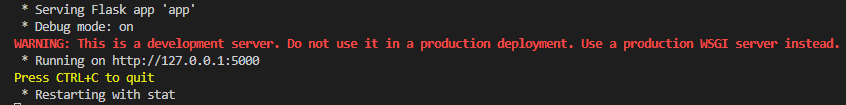 * Serving Flask app 'app'
* Debug mode: on
WARNING: This is a development server. Do not use it in a production deployment. Use a production WSGI server instead.
* Running on http://127.0.0.1:5000
Press CTRL+C to quit
* Restarting with stat